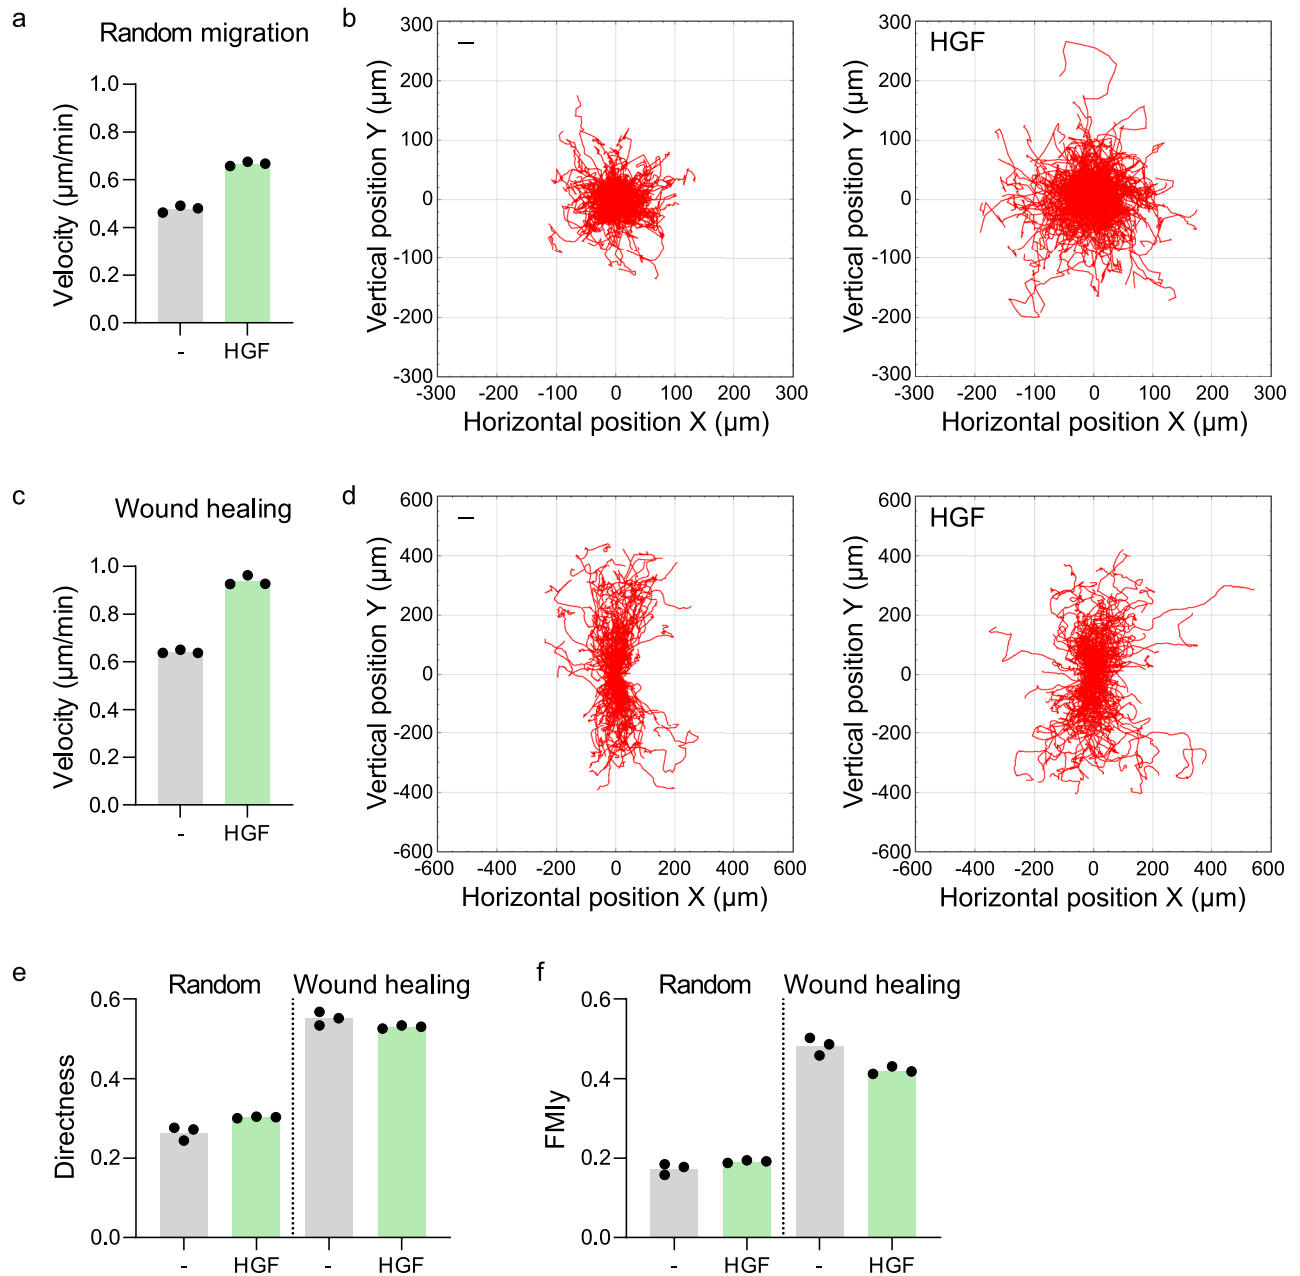 a
Random migration
Velocity (µm/min)
1.0
0.8
0.6
0.4
0.2
0.0
-
HGF
b
–
Vertical position Y (µm)
300
200
100
0
-100
-200
-300
-300 -200 -100 0 100 200 300
Horizontal position X (µm)
HGF
Vertical position Y (µm)
300
200
100
0
-100
-200
-300
-300 -200 -100 0 100 200 300
Horizontal position X (µm)
c
Wound healing
Velocity (µm/min)
1.0
0.8
0.6
0.4
0.2
0.0
-
HGF
d
–
Vertical position Y (µm)
600
400
200
0
-200
-400
-600
-600 -400 -200 0 200 400 600
Horizontal position X (µm)
HGF
Vertical position Y (µm)
600
400
200
0
-200
-400
-600
-600 -400 -200 0 200 400 600
Horizontal position X (µm)
e
Random Wound healing
Directness
0.6
0.4
0.2
0.0
- HGF - HGF
f
Random Wound healing
FMIy
0.6
0.4
0.2
0.0
- HGF - HGF